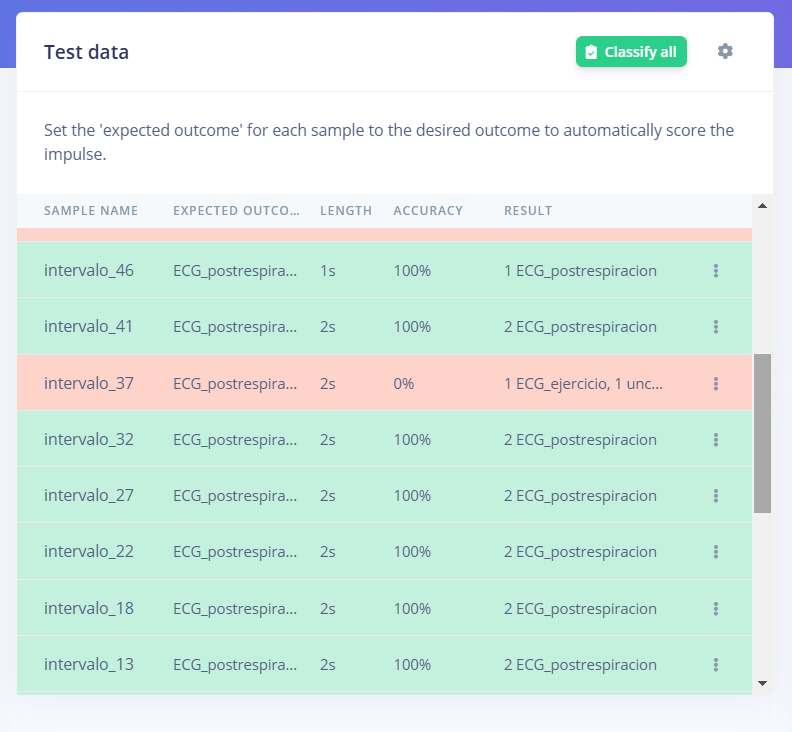 Test data
Classify all
Set the 'expected outcome' for each sample to the desired outcome to automatically score the
impulse.
SAMPLE NAME EXPECTED OUTCO... LENGTH ACCURACY RESULT
intervalo_46 ECG_postrespira... 1s 100% 1 ECG_postrespiracion
intervalo_41 ECG_postrespira... 2s 100% 2 ECG_postrespiracion
intervalo_37 ECG_postrespira... 2s 0% 1 ECG_ejercicio, 1 unc...
intervalo_32 ECG_postrespira... 2s 100% 2 ECG_postrespiracion
intervalo_27 ECG_postrespira... 2s 100% 2 ECG_postrespiracion
intervalo_22 ECG_postrespira... 2s 100% 2 ECG_postrespiracion
intervalo_18 ECG_postrespira... 2s 100% 2 ECG_postrespiracion
intervalo_13 ECG_postrespira... 2s 100% 2 ECG_postrespiracion